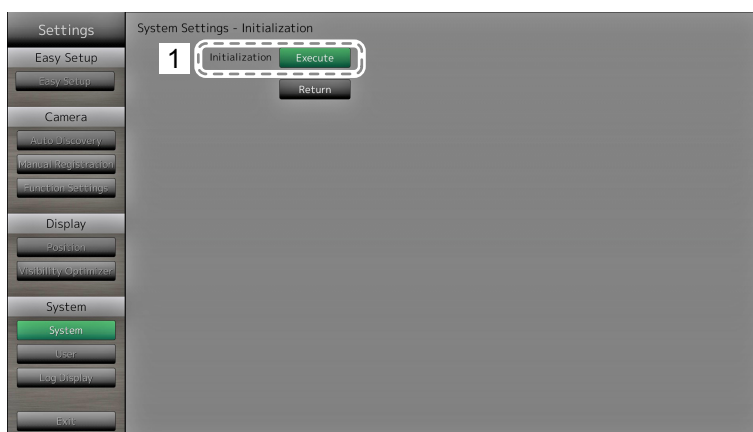 Settings
Easy Setup
Easy Setup
Camera
Auto Discovery
Manual Registration
Function Settings
Display
Position
Visibility Optimizer
System
System
User
Log Display
Exit
System Settings - Initialization
1
Initialization Execute
Return